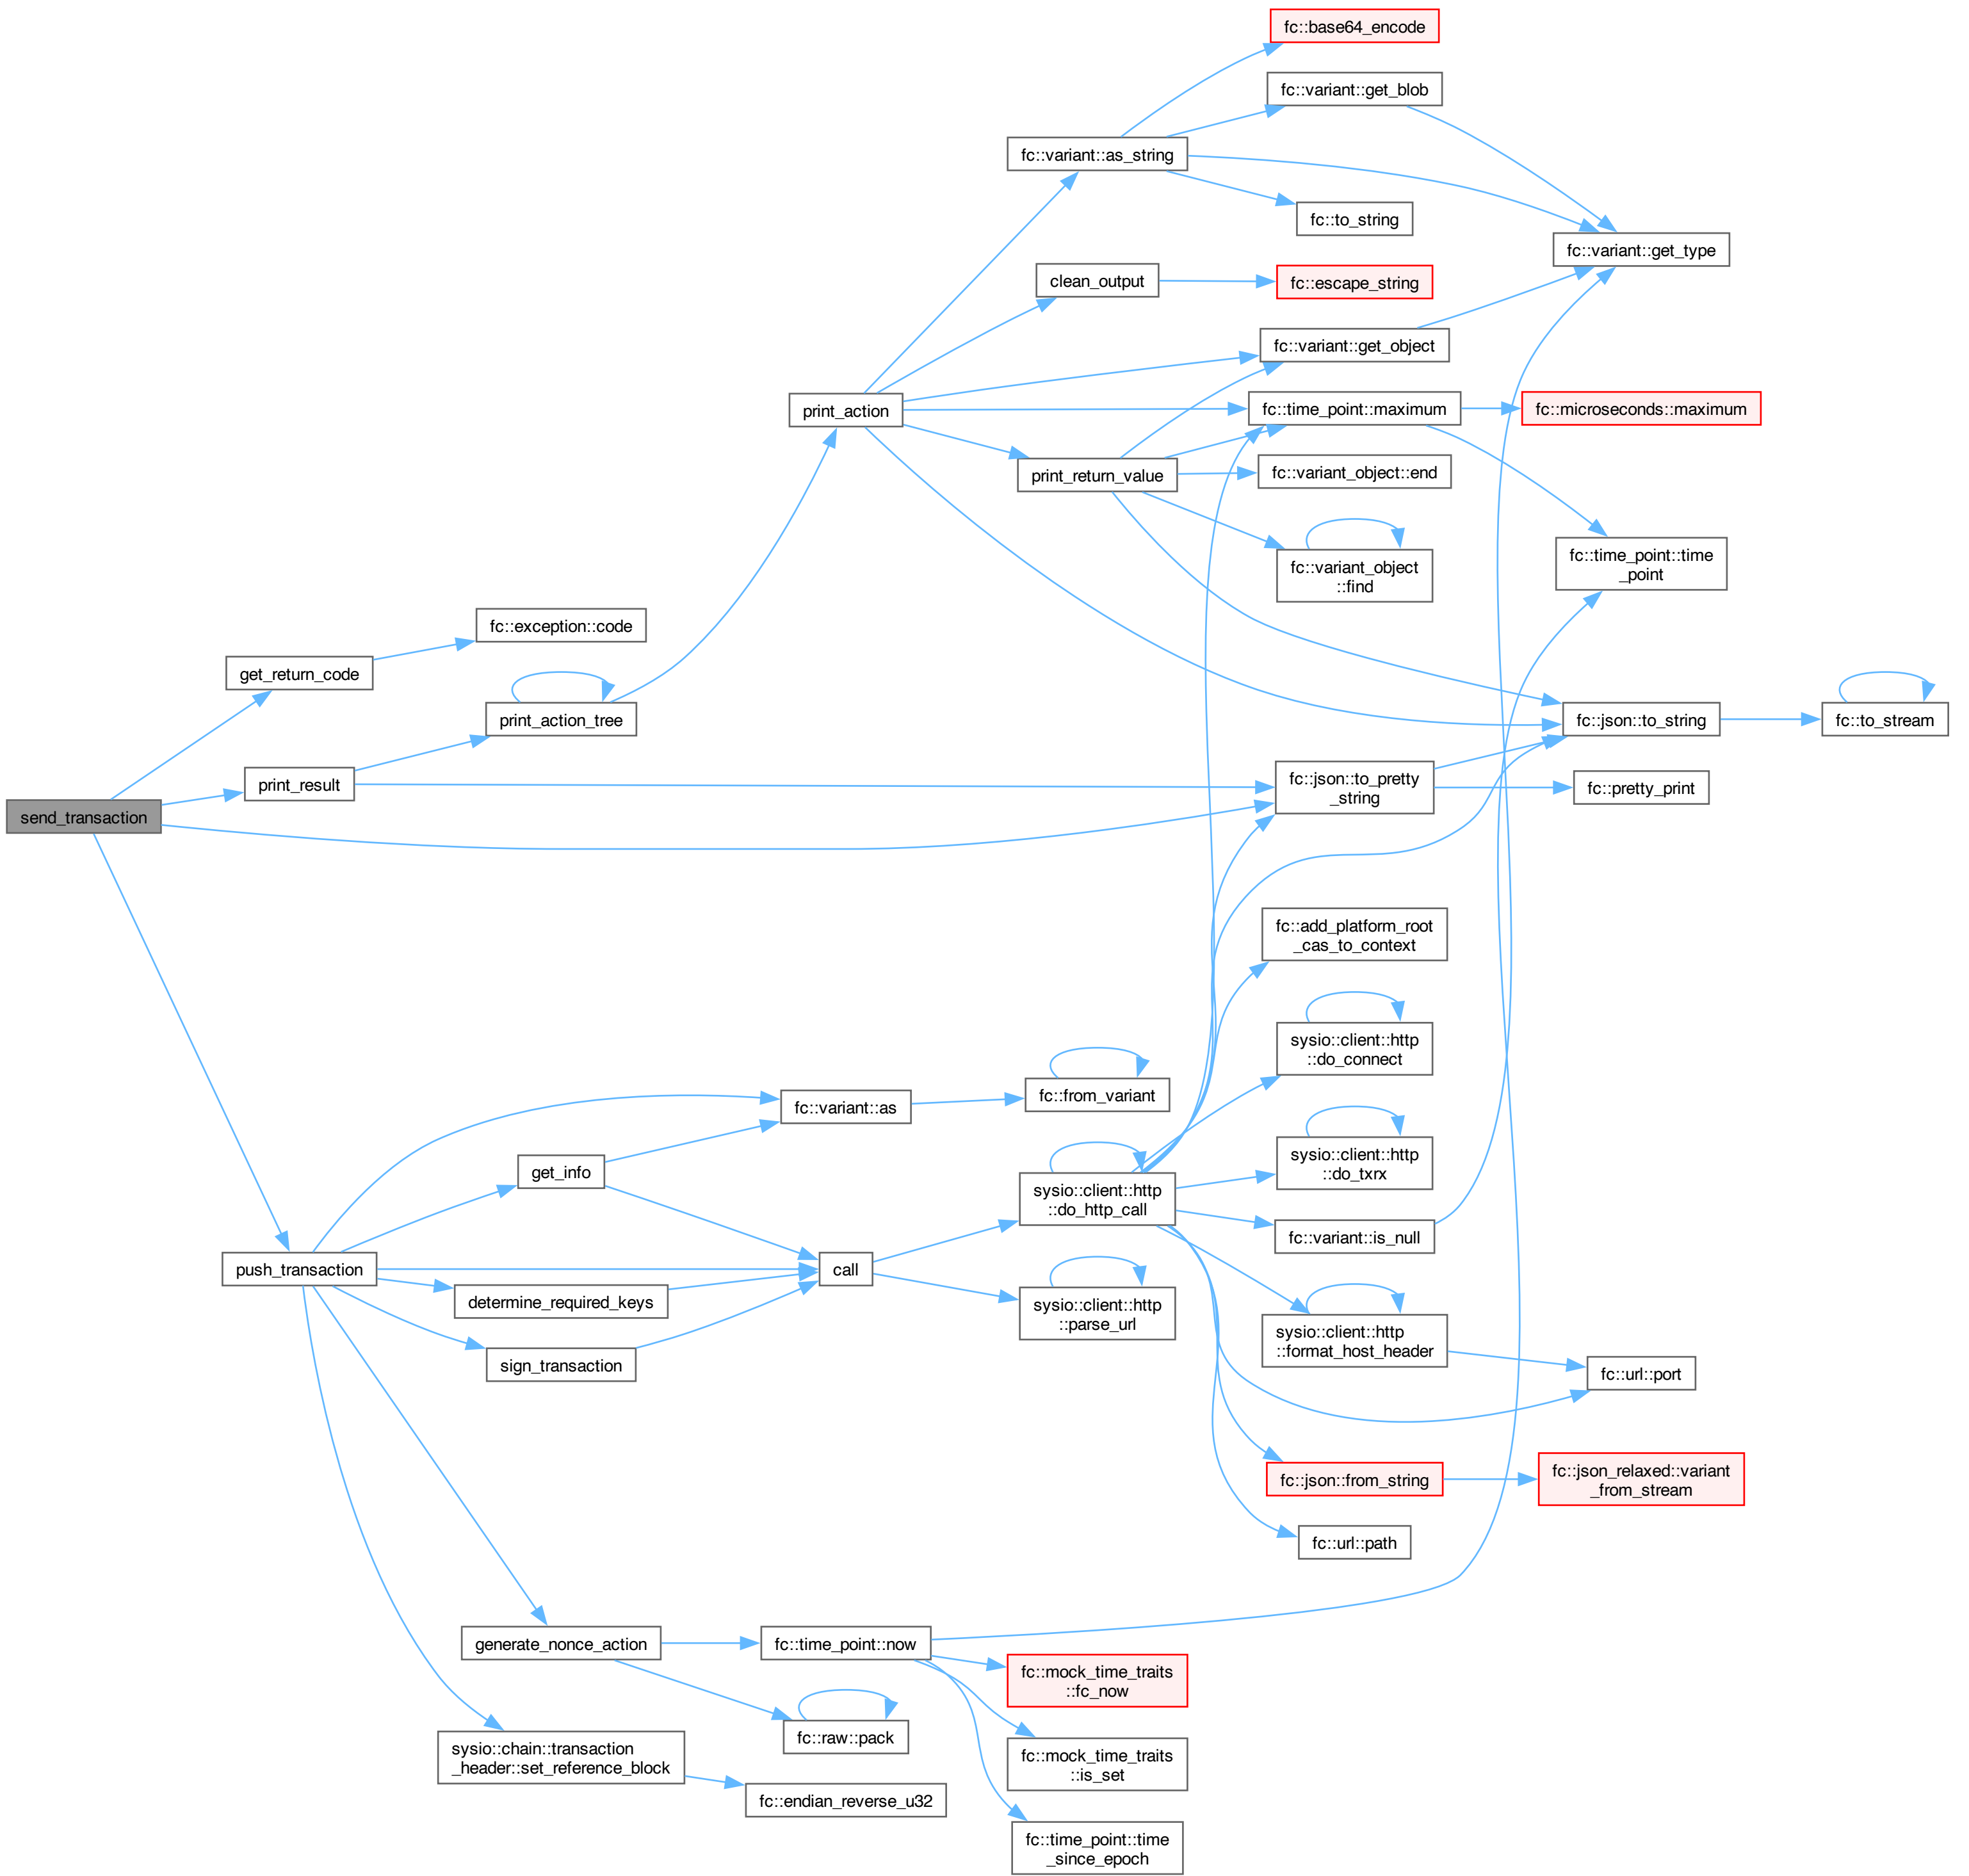 fc::base64_encode
fc::variant::get_blob
fc::variant::as_string
fc::to_string
fc::variant::get_type
clean_output
fc::escape_string
fc::variant::get_object
print_action
fc::time_point::maximum
fc::microseconds::maximum
print_return_value
fc::variant_object::end
fc::variant_object
::find
fc::time_point::time
_point
fc::exception::code
get_return_code
print_action_tree
fc::json::to_string
fc::to_stream
print_result
fc::json::to_pretty
_string
fc::pretty_print
send_transaction
fc::add_platform_root
_cas_to_context
sysio::client::http
::do_connect
fc::from_variant
fc::variant::as
get_info
sysio::client::http
::do_txrx
sysio::client::http
::do_http_call
fc::variant::is_null
push_transaction
call
determine_required_keys
sysio::client::http
::parse_url
sysio::client::http
::format_host_header
sign_transaction
fc::url::port
fc::json::from_string
fc::json_relaxed::variant
_from_stream
fc::url::path
generate_nonce_action
fc::time_point::now
fc::mock_time_traits
::fc_now
fc::raw::pack
sysio::chain::transaction
_header::set_reference_block
fc::mock_time_traits
::is_set
fc::endian_reverse_u32
fc::time_point::time
_since_epoch